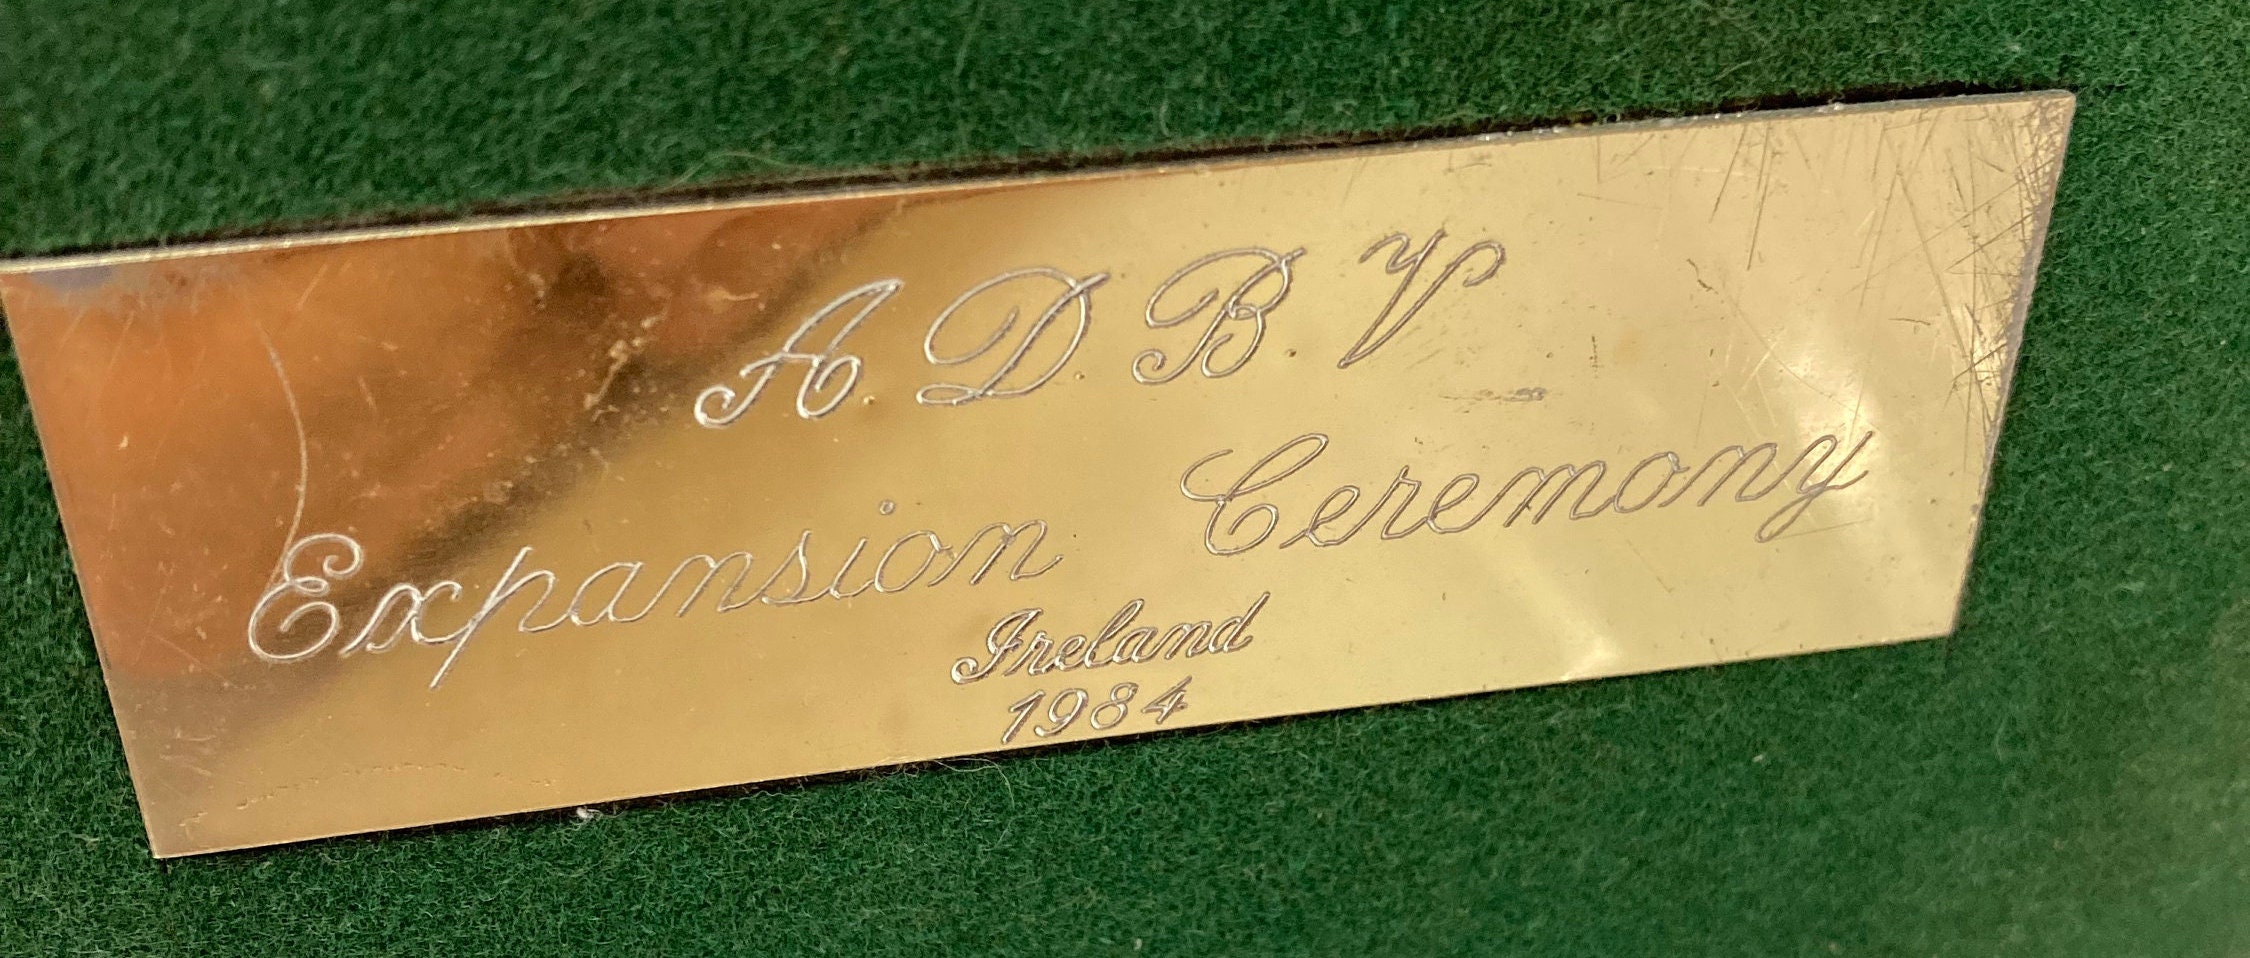 A.D.B.V
Expansion Ceremony
Ireland
1984